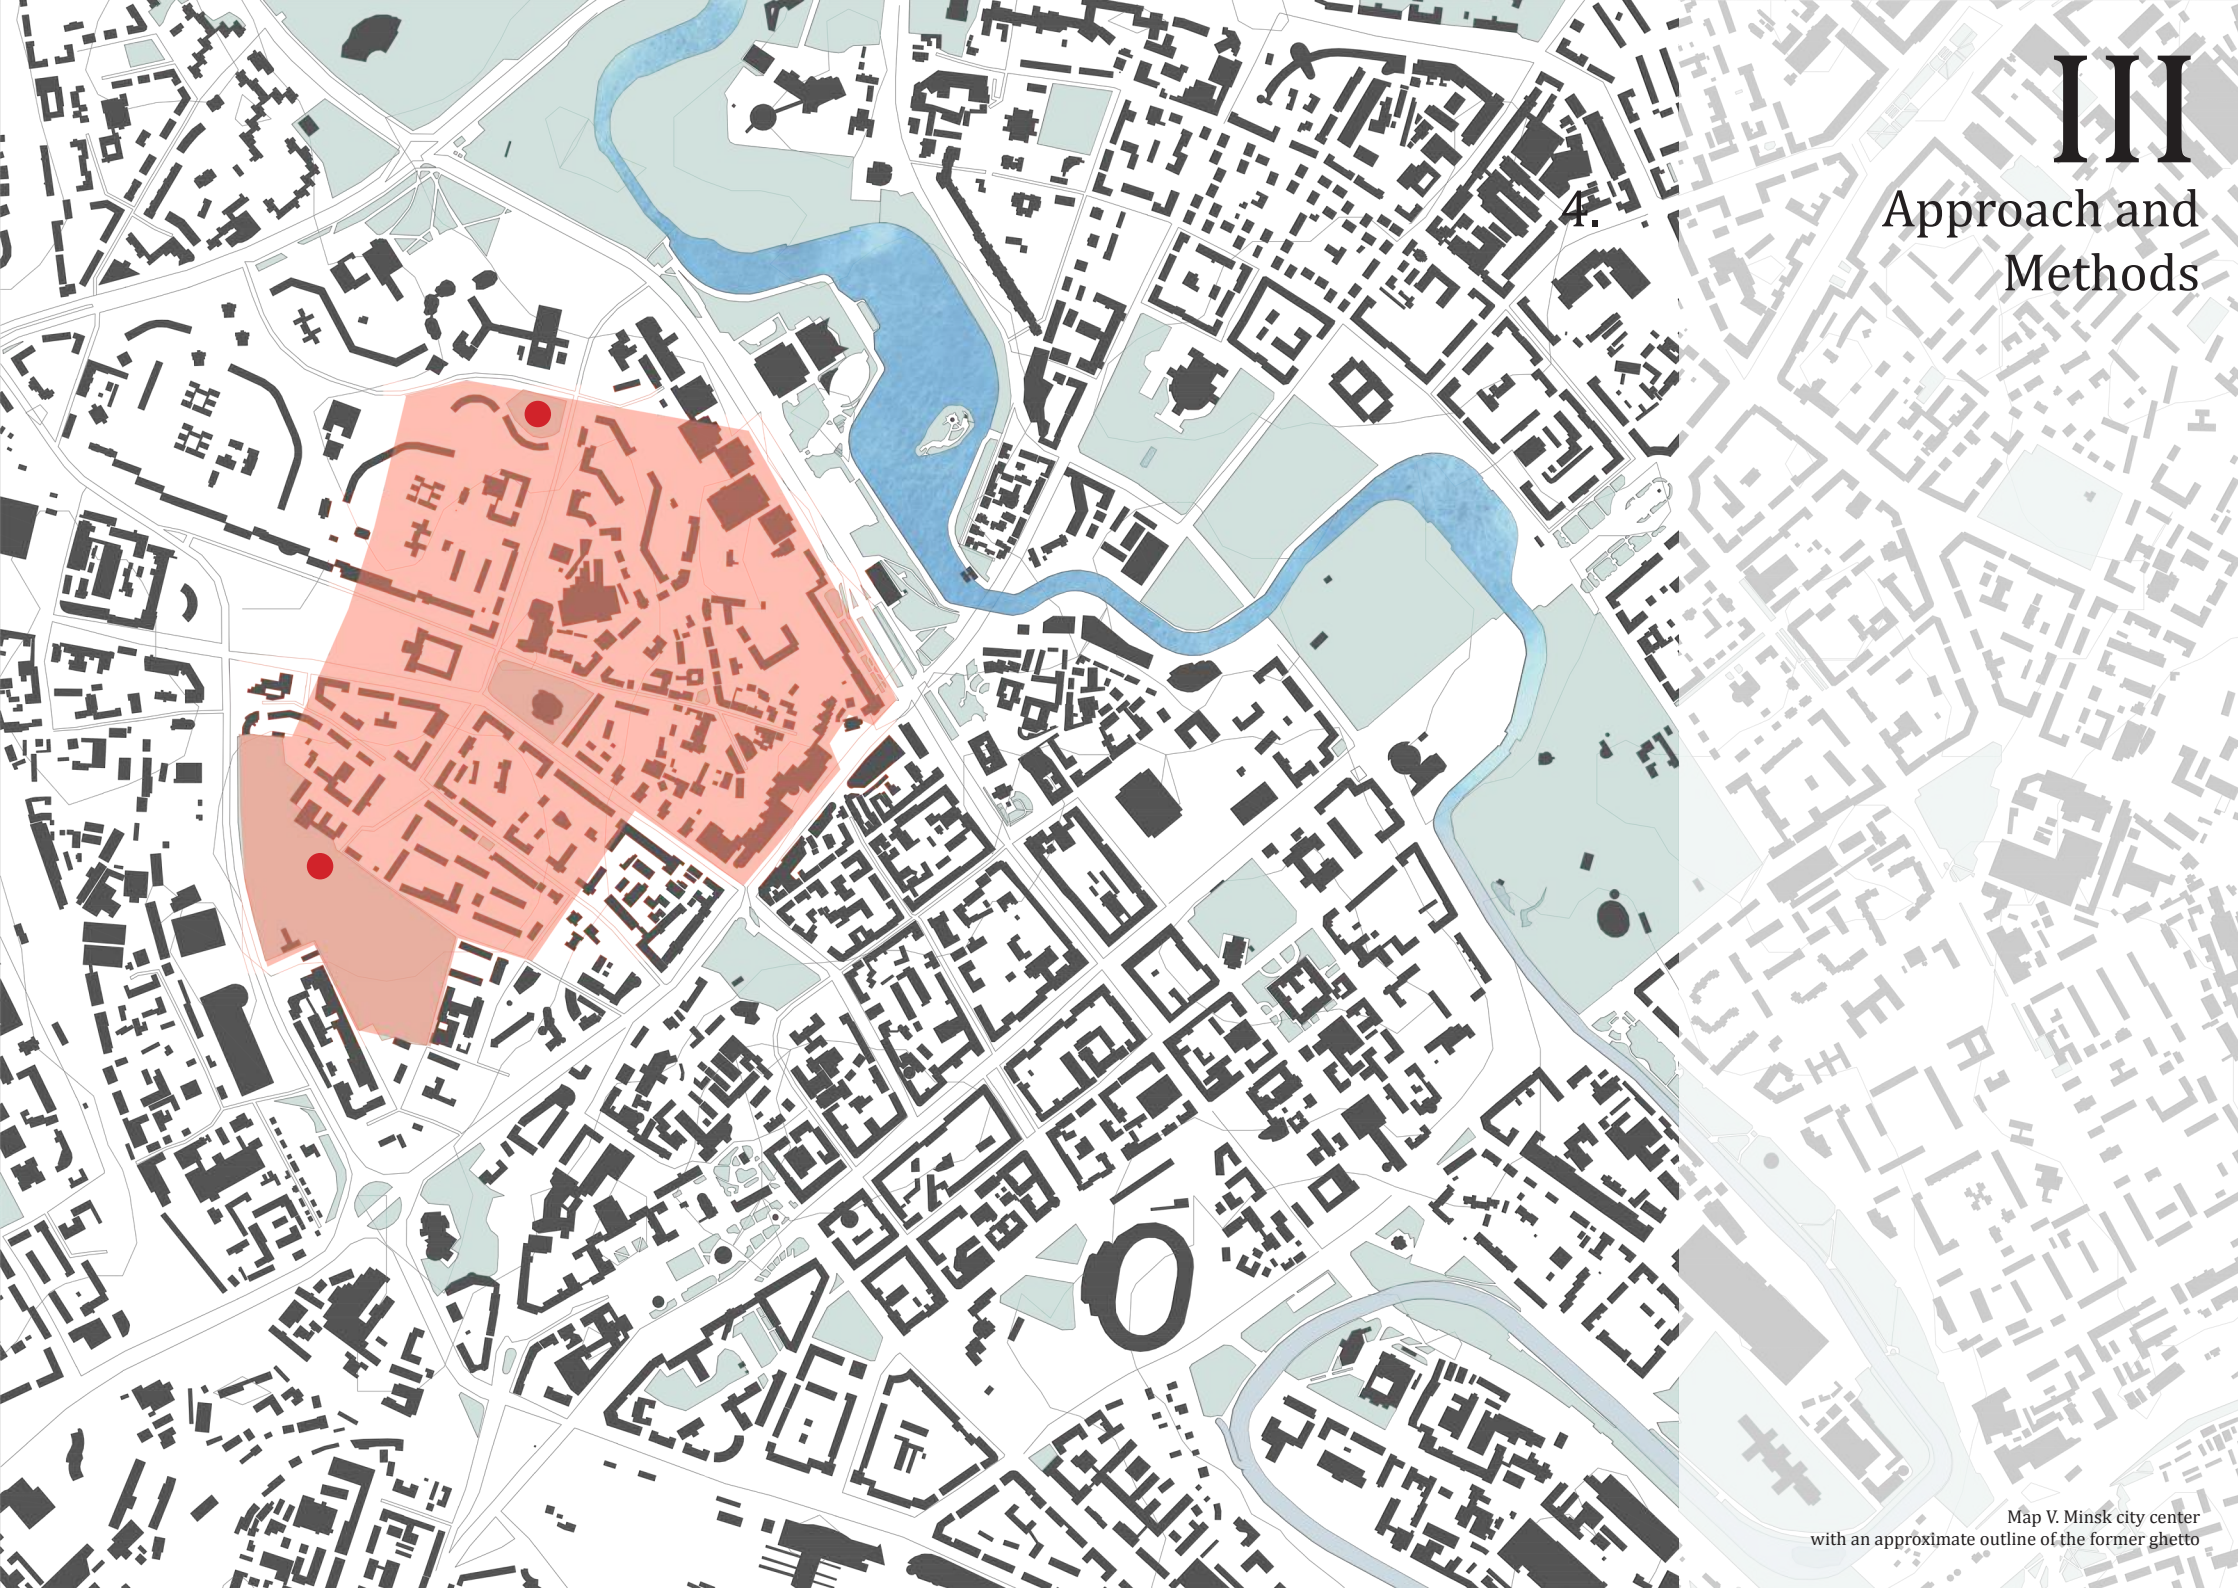 III
4.
Approach and
Methods
Map V. Minsk city center
with an approximate outline of the former ghetto